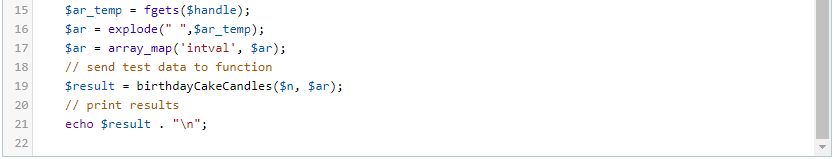 15 $ar_temp = fgets($handle);
16 $ar = explode(" ",$ar_temp);
17 $ar = array_map('intval', $ar);
18 // send test data to function
19 $result = birthdayCakeCandles($n, $ar);
20 // print results
21 echo $result . "\n";
22